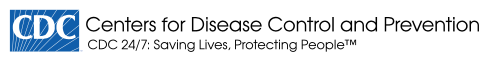 CDC Centers for Disease Control and Prevention
CDC 24/7: Saving Lives, Protecting People™